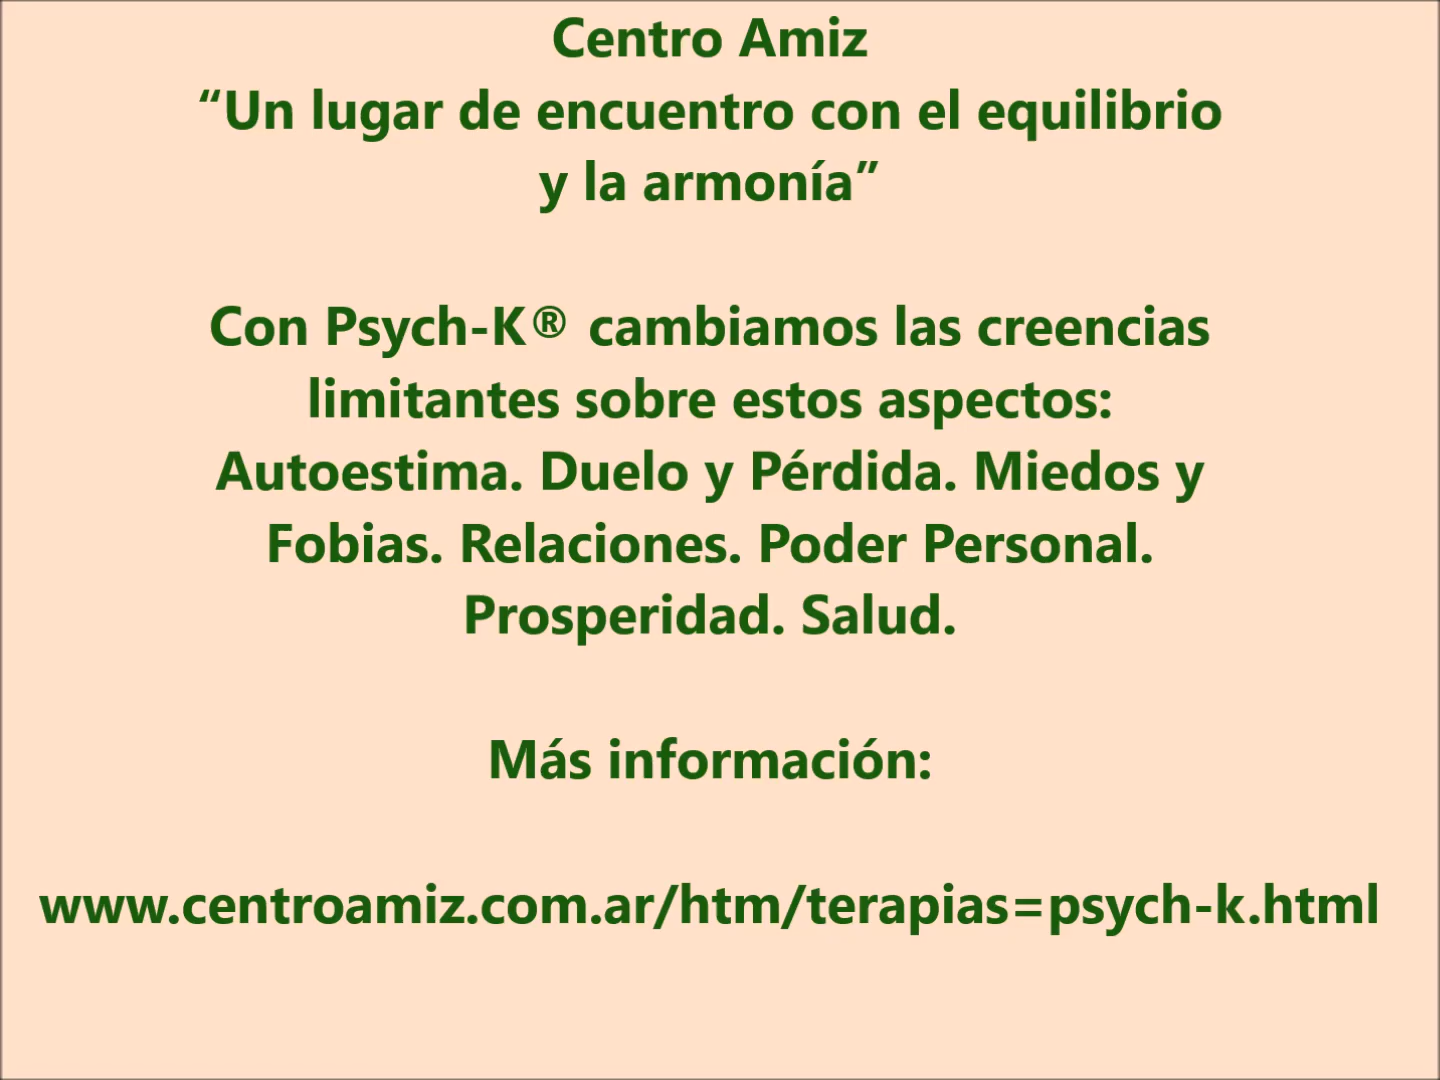 Centro Amiz
“Un lugar de encuentro con el equilibrio
y la armonía”
Con Psych-K® cambiamos las creencias
limitantes sobre estos aspectos:
Autoestima. Duelo y Pérdida. Miedos y
Fobias. Relaciones. Poder Personal.
Prosperidad. Salud.
Más información:
www.centroamiz.com.ar/htm/terapias=psych-k.html